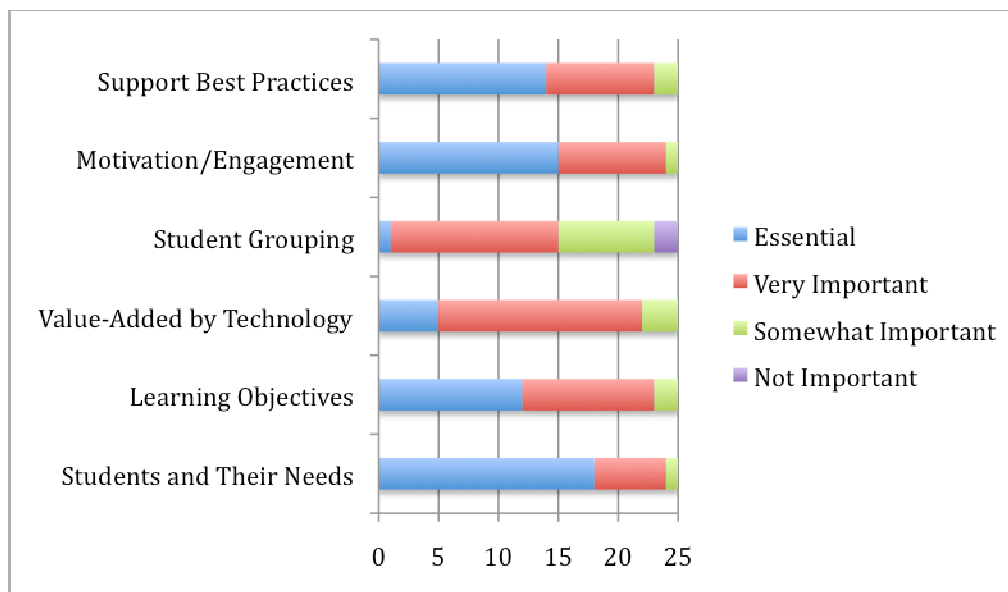 Support Best Practices
Motivation/Engagement
Student Grouping
Value-Added by Technology
Learning Objectives
Students and Their Needs
0 5 10 15 20 25
Essential
Very Important
Somewhat Important
Not Important